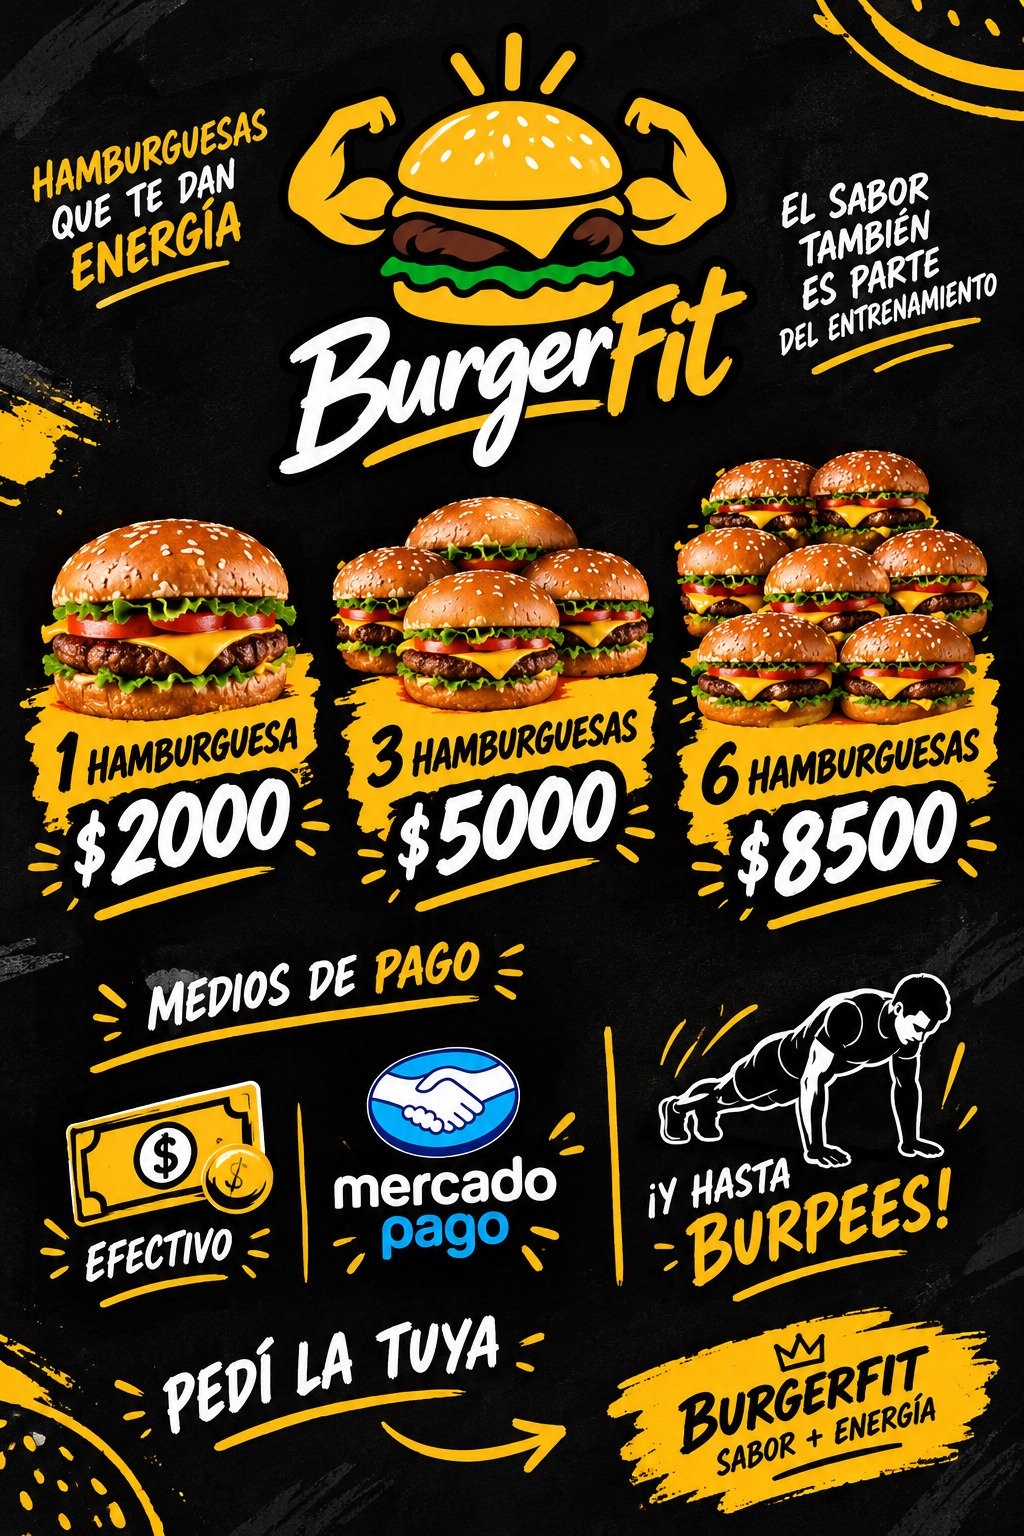 HAMBURGUESAS
QUE TE DAN
ENERGÍA
EL SABOR
TAMBIÉN
ES PARTE
DEL ENTRENAMIENTO
BurgerFit
1 HAMBURGUESA
$2000
3 HAMBURGUESAS
$5000
6 HAMBURGUESAS
$8500
MEDIOS DE PAGO
$
$
EFECTIVO
mercado
pago
¡Y HASTA
BURPEES!
PEDÍ LA TUYA
BURGERFIT
SABOR + ENERGÍA